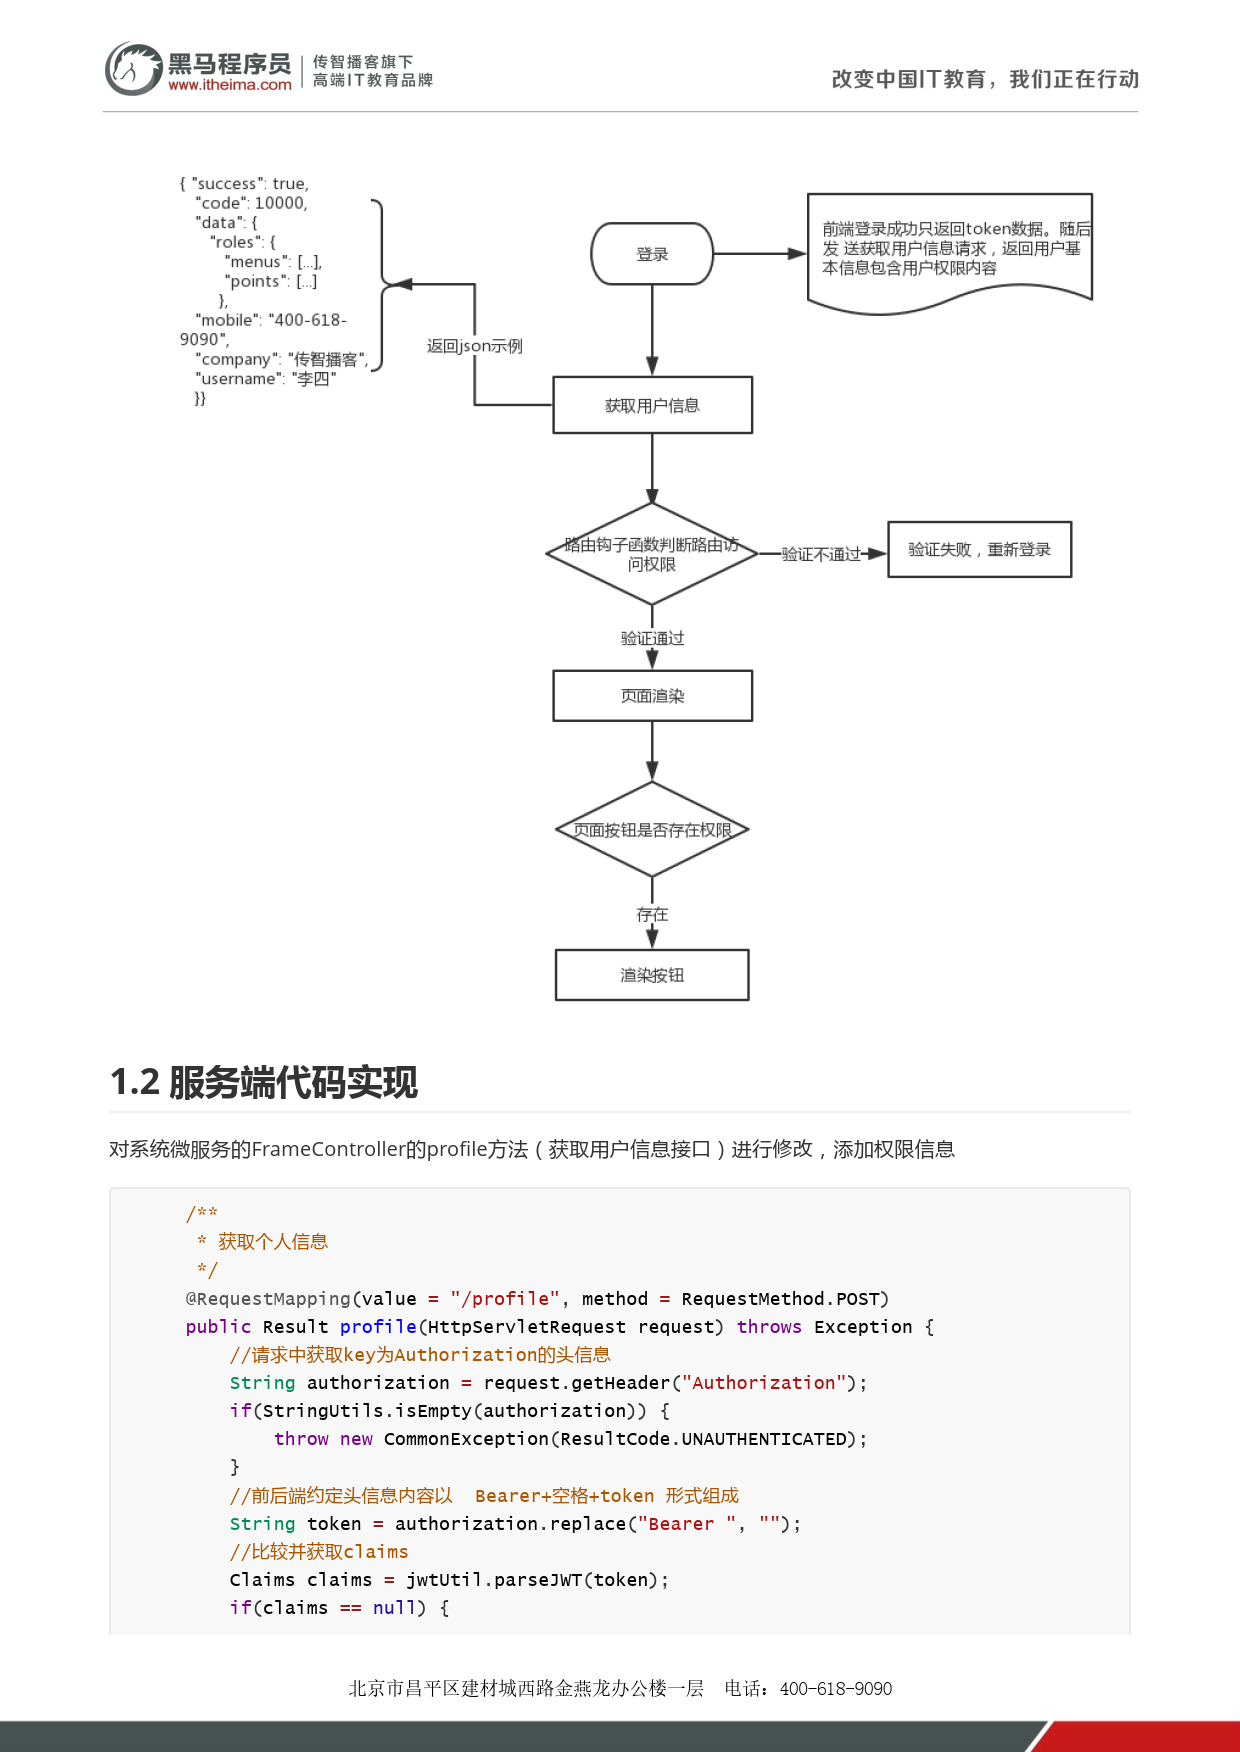 黑马程序员
www.itheima.com
传智播客旗下
高端IT教育品牌
改变中国IT教育，我们正在行动
{ "success": true,
"code": 10000,
"data": {
"roles": {
"menus": [...],
"points": [...]
},
"mobile": "400-618-
9090",
"company": "传智播客",
"username": "李四"
}}
返回json示例
登录
前端登录成功只返回token数据。随后
发 送获取用户信息请求，返回用户基
本信息包含用户权限内容
获取用户信息
路由钩子函数判断路由访
问权限
验证不通过
验证失败，重新登录
验证通过
页面渲染
页面按钮是否存在权限
存在
渲染按钮
1.2 服务端代码实现
对系统微服务的FrameController的profile方法（获取用户信息接口）进行修改，添加权限信息
/**
 * 获取个人信息
 */
@RequestMapping(value = "/profile", method = RequestMethod.POST)
public Result profile(HttpServletRequest request) throws Exception {
    //请求中获取key为Authorization的头信息
    String authorization = request.getHeader("Authorization");
    if(StringUtils.isEmpty(authorization)) {
        throw new CommonException(ResultCode.UNAUTHENTICATED);
    }
    //前后端约定头信息内容以  Bearer+空格+token 形式组成
    String token = authorization.replace("Bearer ", "");
    //比较并获取claims
    Claims claims = jwtUtil.parseJWT(token);
    if(claims == null) {
北京市昌平区建材城西路金燕龙办公楼一层  电话：400-618-9090